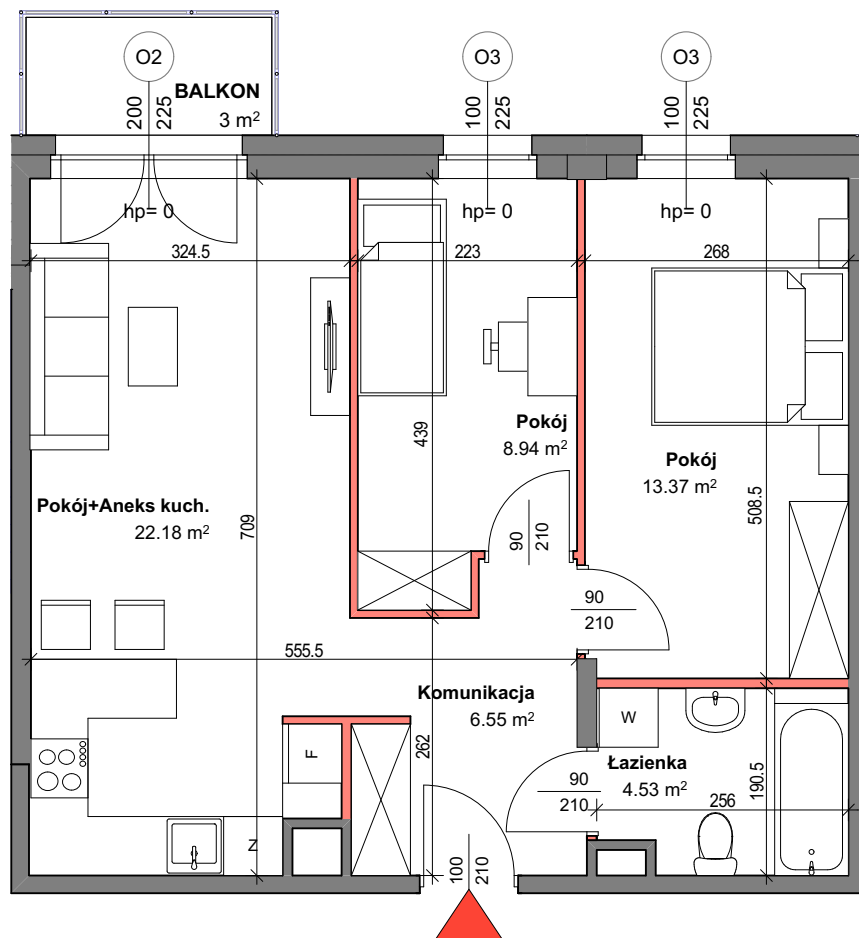 O2
O3
O3
BALKON
3 m²
200
225
100
225
100
225
hp= 0
hp= 0
hp= 0
324.5
223
268
439
Pokój
8.94 m²
Pokój
13.37 m²
Pokój+Aneks kuch.
22.18 m²
709
508.5
90
210
90
210
555.5
Komunikacja
6.55 m²
W
F
262
Łazienka
4.53 m²
190.5
90
210
256
Z
100
210